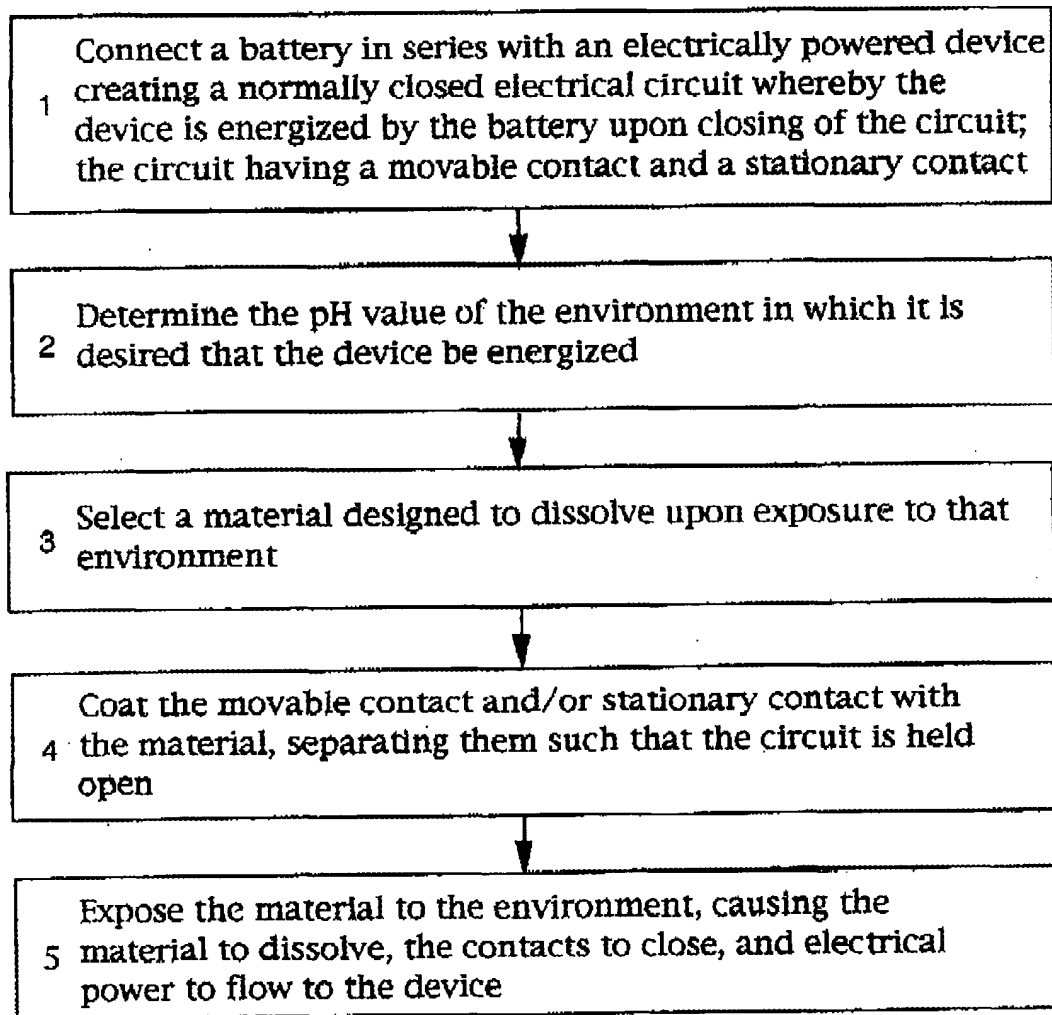 Connect a battery in series with an electrically powered device
1 creating a normally closed electrical circuit whereby the
device is energized by the battery upon closing of the circuit;
the circuit having a movable contact and a stationary contact
Determine the pH value of the environment in which it is
2 desired that the device be energized
Select a material designed to dissolve upon exposure to that
3 environment
Coat the movable contact and/or stationary contact with
4 the material, separating them such that the circuit is held
open
Expose the material to the environment, causing the
5 material to dissolve, the contacts to close, and electrical
power to flow to the device